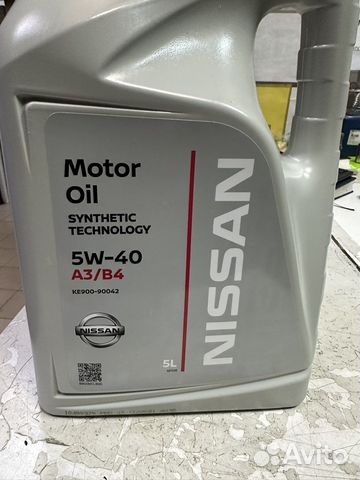 Motor
Oil
SYNTHETIC
TECHNOLOGY
5W-40
A3/B4
KE900-90042
NISSAN
5L
NISSAN
Avito